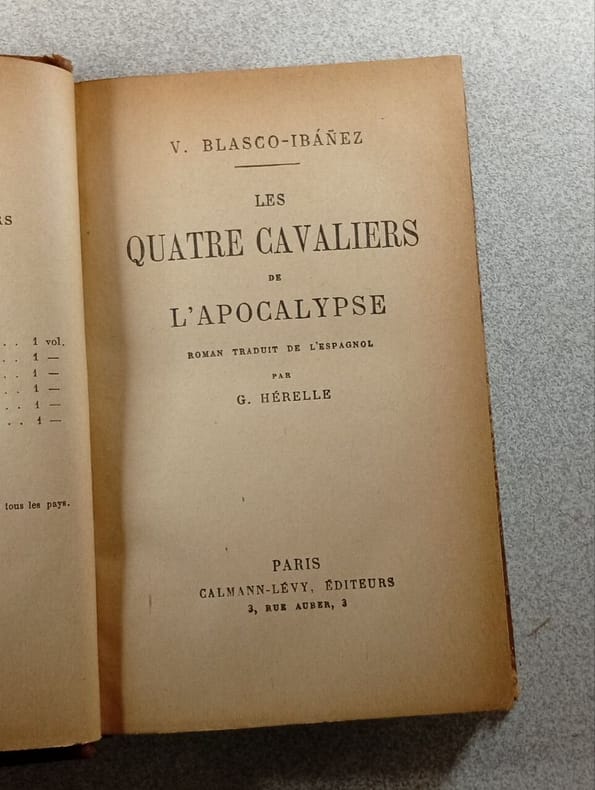 RS
. . 1 vol.
. . 1 —
. . 1 —
. . 1 —
. . 1 —
. . 1 —
tous les pays.
V. BLASCO-IBÁÑEZ
LES
QUATRE CAVALIERS
DE
L'APOCALYPSE
ROMAN TRADUIT DE L'ESPAGNOL
PAR
G. HÉRELLE
PARIS
CALMANN-LÉVY, ÉDITEURS
3, RUE AUBER, 3